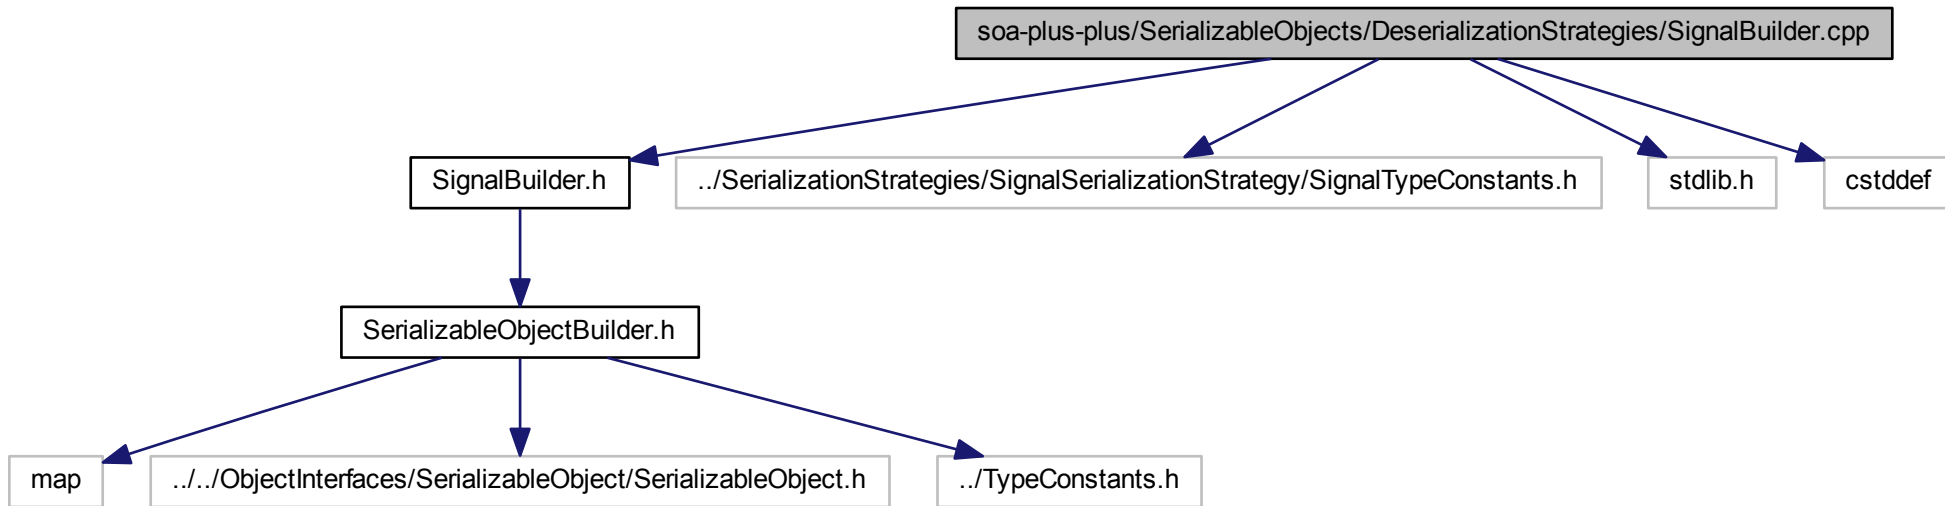 soa-plus-plus/SerializableObjects/DeserializationStrategies/SignalBuilder.cpp
SignalBuilder.h
../SerializationStrategies/SignalSerializationStrategy/SignalTypeConstants.h
stdlib.h
cstddef
SerializableObjectBuilder.h
map
../../ObjectInterfaces/SerializableObject/SerializableObject.h
../TypeConstants.h